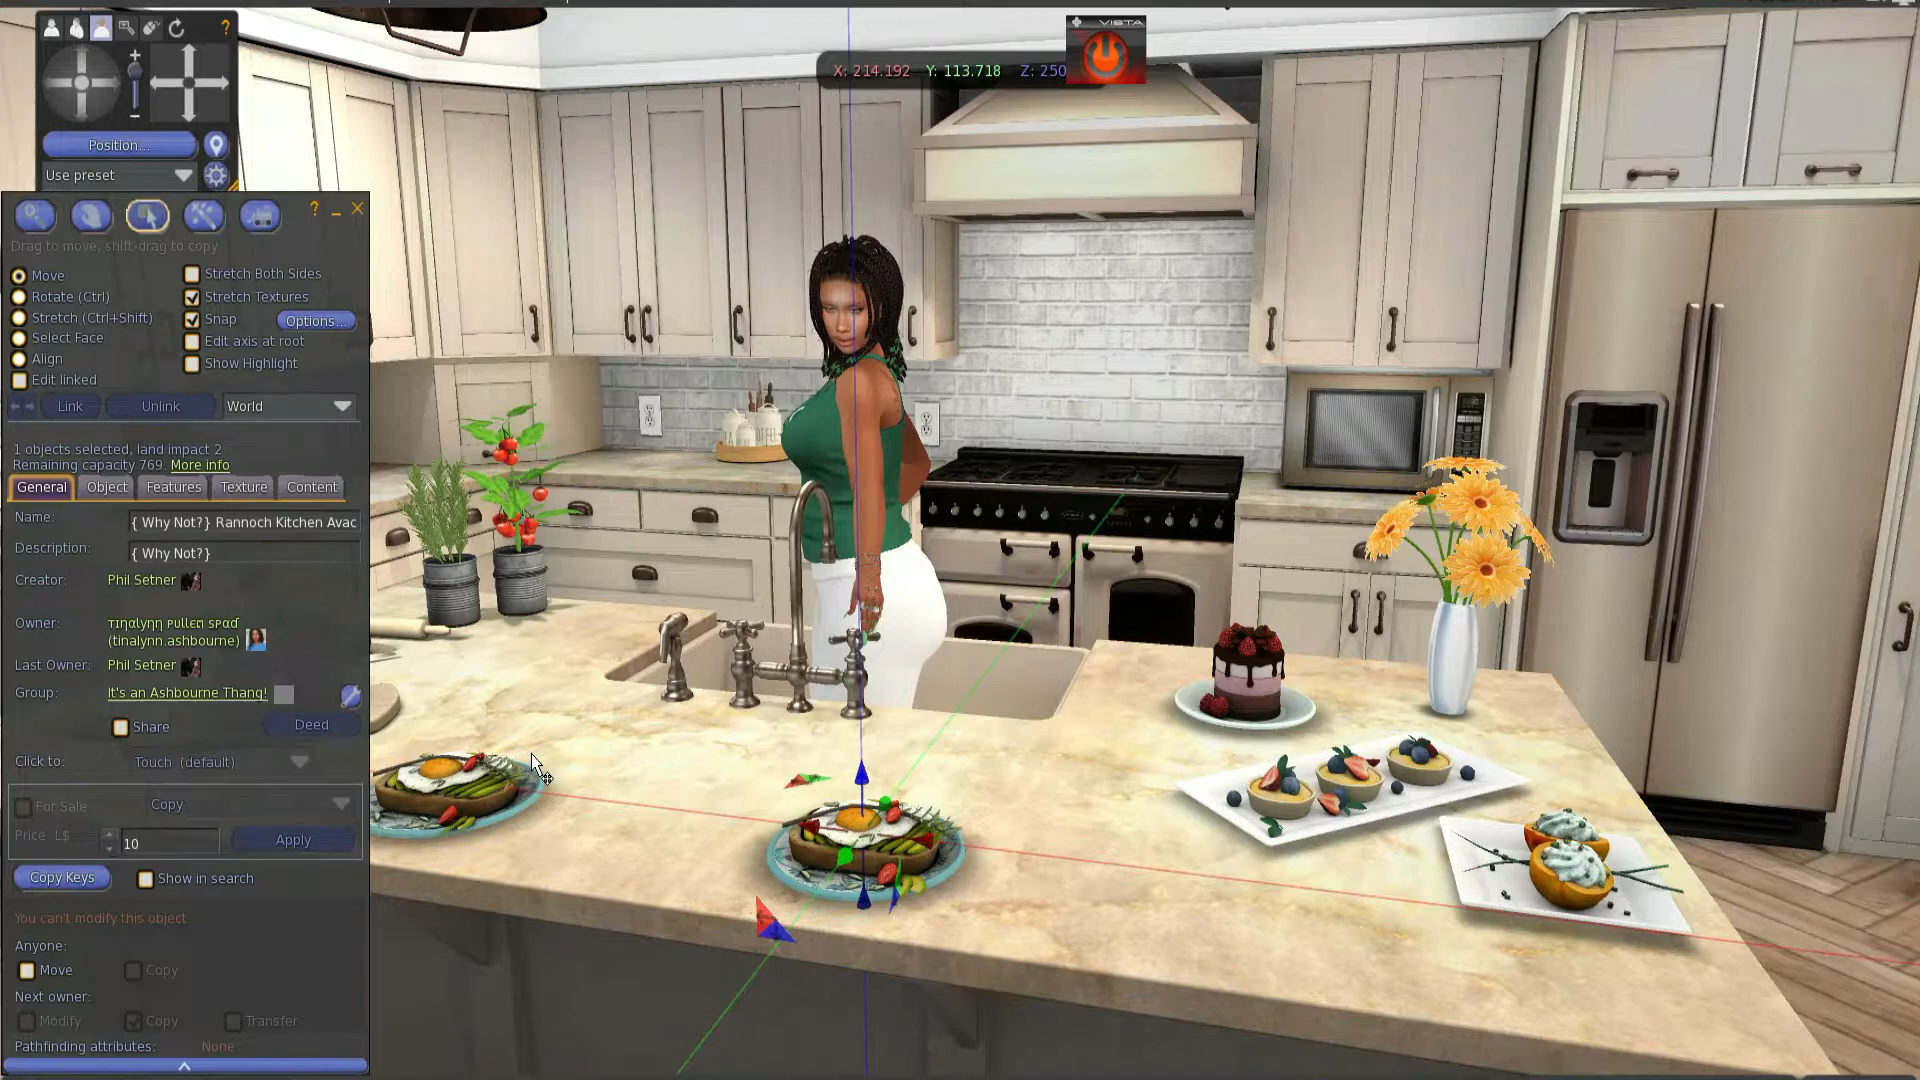 VISTA
X: 214.192 Y: 113.718 Z: 250
?
Position...
Use preset
?
Drag to move, shift-drag to copy
Move
Rotate (Ctrl)
Stretch (Ctrl+Shift)
Select Face
Align
Edit linked
Stretch Both Sides
Stretch Textures
Snap
Options...
Edit axis at root
Show Highlight
Link
Unlink
World
1 objects selected, land impact 2
Remaining capacity 769. More info
General
Object
Features
Texture
Content
Name: { Why Not?} Rannoch Kitchen Avac
Description: { Why Not?}
Creator: Phil Setner
Owner:
(tinalynn.ashbourne)
Last Owner: Phil Setner
Group: It's an Ashbourne Thang!
Share
Deed
Click to: Touch (default)
For Sale
Copy
Price L$ 10
Apply
Copy Keys
Show in search
You can't modify this object
Anyone:
Move
Copy
Next owner:
Modify
Copy
Transfer
Pathfinding attributes: None